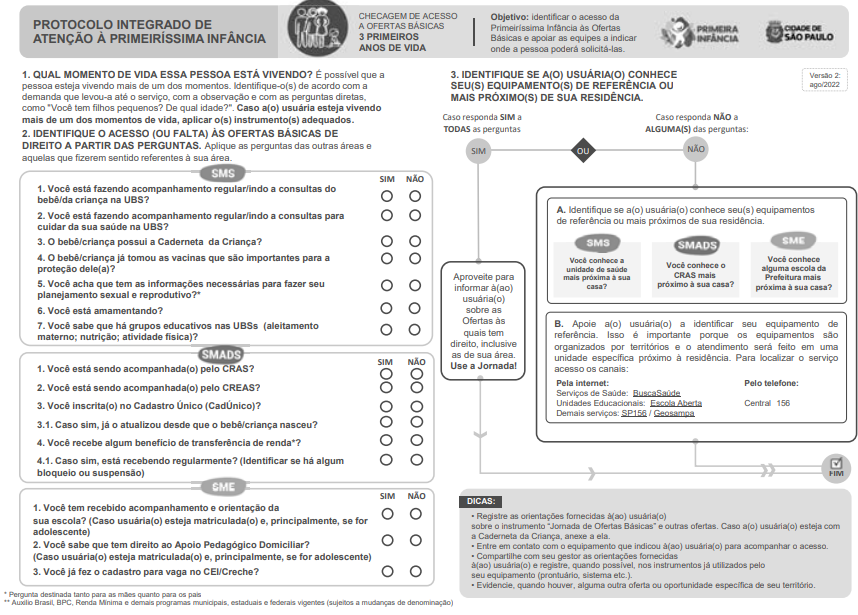 PROTOCOLO INTEGRADO DE
ATENÇÃO À PRIMEIRÍSSIMA INFÂNCIA
CHECAGEM DE ACESSO
A OFERTAS BÁSICAS
3 PRIMEIROS
ANOS DE VIDA
Objetivo: identificar o acesso da
Primeiríssima Infância às Ofertas
Básicas e apoiar as equipes a indicar
onde a pessoa poderá solicitá-las.
PRIMEIRA
INFÂNCIA
CIDADE DE
SÃO PAULO
1. QUAL MOMENTO DE VIDA ESSA PESSOA ESTÁ VIVENDO? É possível que a
pessoa esteja vivendo mais de um dos momentos. Identifique-o(s) de acordo com a
demanda que levou-a até o serviço, com a observação e com as perguntas diretas,
como "Você tem filhos pequenos? De qual idade?". Caso a(o) usuária esteja vivendo
mais de um dos momentos de vida, aplicar o(s) instrumento(s) adequados.
2. IDENTIFIQUE O ACESSO (OU FALTA) ÀS OFERTAS BÁSICAS DE
DIREITO A PARTIR DAS PERGUNTAS. Aplique as perguntas das outras áreas e
aquelas que fizerem sentido referentes à sua área.
SMS
SIM NÃO
1. Você está fazendo acompanhamento regular/indo a consultas do
bebê/da criança na UBS?
2. Você está fazendo acompanhamento regular/indo a consultas para
cuidar da sua saúde na UBS?
3. O bebê/criança possui a Caderneta da Criança?
4. O bebê/criança já tomou as vacinas que são importantes para a
proteção dele(a)?
5. Você acha que tem as informações necessárias para fazer seu
planejamento sexual e reprodutivo?*
6. Você está amamentando?
7. Você sabe que há grupos educativos nas UBSs (aleitamento
materno; nutrição; atividade física)?
SMADS
SIM NÃO
1. Você está sendo acompanhada(o) pelo CRAS?
2. Você está sendo acompanhada(o) pelo CREAS?
3. Você inscrita(o) no Cadastro Único (CadÚnico)?
3.1. Caso sim, já o atualizou desde que o bebê/criança nasceu?
4. Você recebe algum benefício de transferência de renda*?
4.1. Caso sim, está recebendo regularmente? (Identificar se há algum
bloqueio ou suspensão)
SME
SIM NÃO
1. Você tem recebido acompanhamento e orientação da
sua escola? (Caso usuária(o) esteja matriculada(o) e, principalmente, se for
adolescente)
2. Você sabe que tem direito ao Apoio Pedagógico Domiciliar?
(Caso usuária(o) esteja matriculada(o) e, principalmente, se for adolescente)
3. Você já fez o cadastro para vaga no CEI/Creche?
* Pergunta destinada tanto para as mães quanto para os pais
** Auxílio Brasil, BPC, Renda Mínima e demais programas municipais, estaduais e federais vigentes (sujeitos a mudanças de denominação)
3. IDENTIFIQUE SE A(O) USUÁRIA(O) CONHECE
SEU(S) EQUIPAMENTO(S) DE REFERÊNCIA OU
MAIS PRÓXIMO(S) DE SUA RESIDÊNCIA.
Versão 2:
ago/2022
Caso responda SIM a
TODAS as perguntas
Caso responda NÃO a
ALGUMA(S) das perguntas:
SIM
OU
NÃO
Aproveite para
informar à(ao)
usuária(o)
sobre as
Ofertas às
quais tem
direito, inclusive
as de sua área.
Use a Jornada!
A. Identifique se a(o) usuária(o) conhece seu(s) equipamentos
de referência ou mais próximos de sua residência.
SMS
Você conhece a
unidade de saúde
mais próxima à sua
casa?
SMADS
Você conhece o
CRAS mais
próximo à sua casa?
SME
Você conhece
alguma escola da
Prefeitura mais
próxima à sua casa?
B. Apoie a(o) usuária(o) a identificar seu equipamento de
referência. Isso é importante porque os equipamentos são
organizados por territórios e o atendimento será feito em uma
unidade específica próximo à residência. Para localizar o serviço
acesso os canais:
Pela internet:
Serviços de Saúde: BuscaSaúde
Unidades Educacionais: Escola Aberta
Demais serviços: SP156 / Geosampa
Pelo telefone:
Central 156
FIM
DICAS:
• Registre as orientações fornecidas à(ao) usuária(o)
sobre o instrumento "Jornada de Ofertas Básicas" e outras ofertas. Caso a(o) usuária(o) esteja com
a Caderneta da Criança, anexe a ela.
• Entre em contato com o equipamento que indicou à(ao) usuária(o) para acompanhar o acesso.
• Compartilhe com seu gestor as orientações fornecidas
à(ao) usuária(o) e registre, quando possível, nos instrumentos já utilizados pelo
seu equipamento (prontuário, sistema etc.).
• Evidencie, quando houver, alguma outra oferta ou oportunidade específica de seu território.